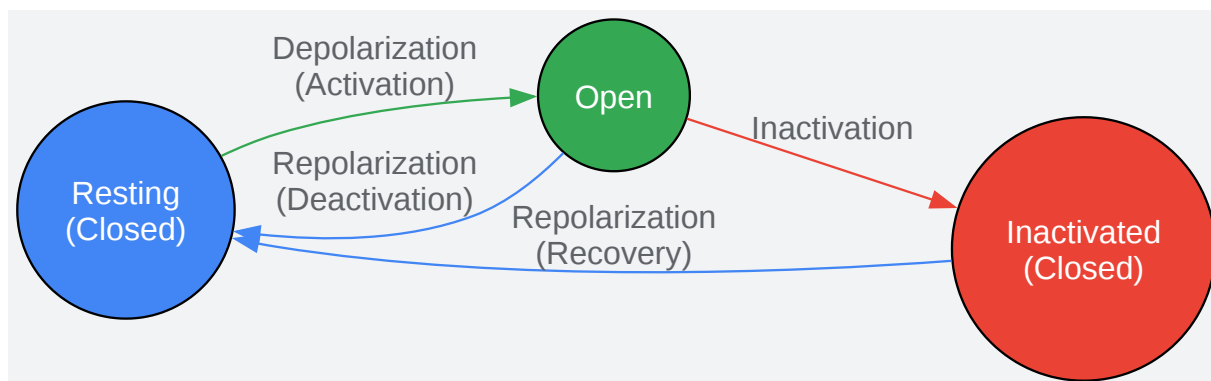 Depolarization
(Activation)
Open
Inactivation
Repolarization
(Deactivation)
Resting
(Closed)
Repolarization
(Recovery)
Inactivated
(Closed)